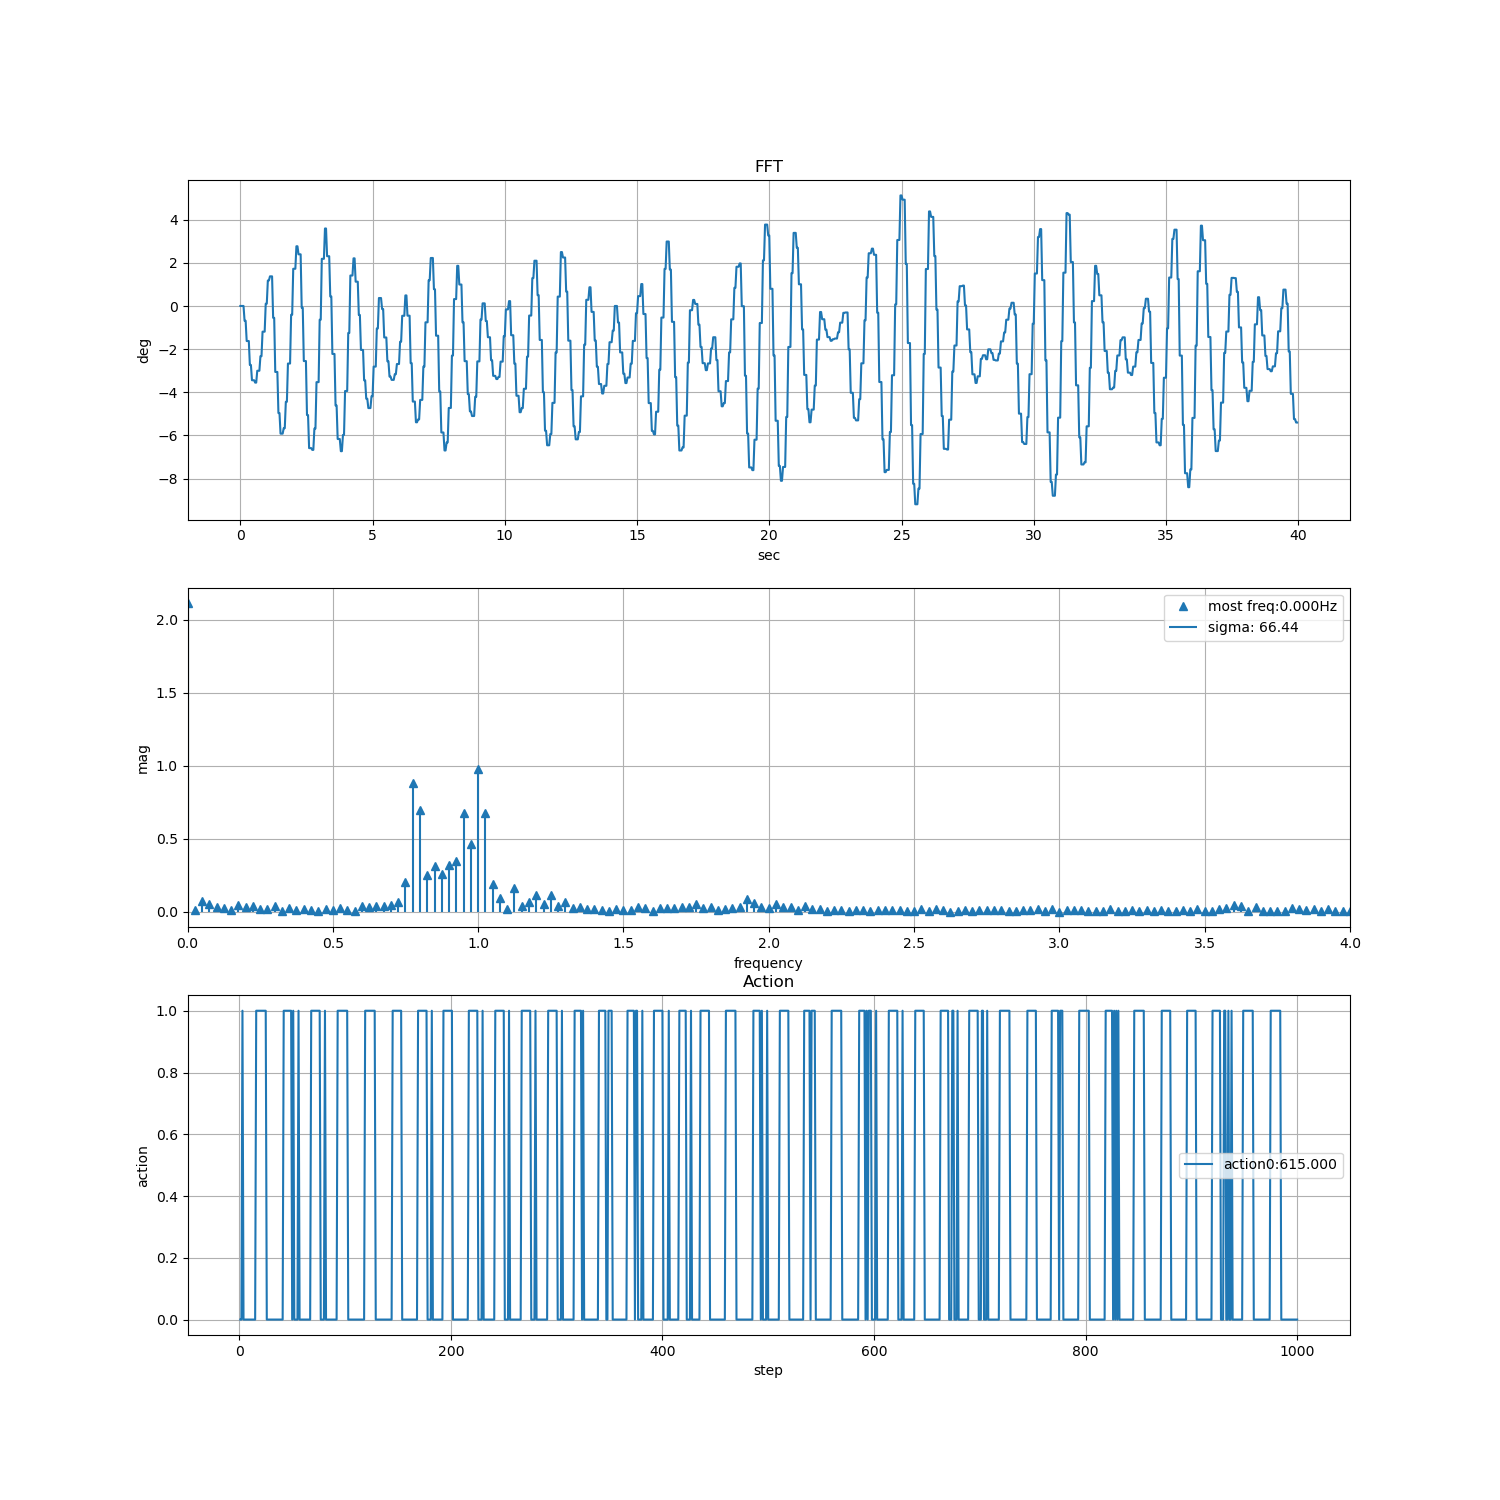 FFT
4
2
0
−2
−4
−6
−8
deg
0 5 10 15 20 25 30 35 40
sec
most freq:0.000Hz
sigma: 66.44
2.0
1.5
1.0
0.5
0.0
mag
0.0 0.5 1.0 1.5 2.0 2.5 3.0 3.5 4.0
frequency
Action
1.0
0.8
0.6
0.4
0.2
0.0
action
action0:615.000
0 200 400 600 800 1000
step